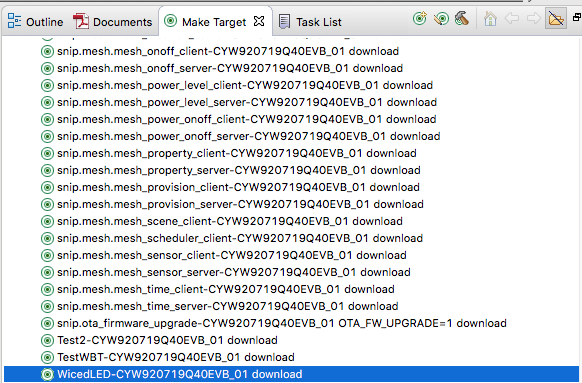 Outline Documents Make Target Task List
snip.mesh.mesh_onoff_client-CYW920719Q40EVB_01 download
snip.mesh.mesh_onoff_server-CYW920719Q40EVB_01 download
snip.mesh.mesh_power_level_client-CYW920719Q40EVB_01 download
snip.mesh.mesh_power_level_server-CYW920719Q40EVB_01 download
snip.mesh.mesh_power_onoff_client-CYW920719Q40EVB_01 download
snip.mesh.mesh_power_onoff_server-CYW920719Q40EVB_01 download
snip.mesh.mesh_property_client-CYW920719Q40EVB_01 download
snip.mesh.mesh_property_server-CYW920719Q40EVB_01 download
snip.mesh.mesh_provision_client-CYW920719Q40EVB_01 download
snip.mesh.mesh_provision_server-CYW920719Q40EVB_01 download
snip.mesh.mesh_scene_client-CYW920719Q40EVB_01 download
snip.mesh.mesh_scheduler_client-CYW920719Q40EVB_01 download
snip.mesh.mesh_sensor_client-CYW920719Q40EVB_01 download
snip.mesh.mesh_sensor_server-CYW920719Q40EVB_01 download
snip.mesh.mesh_time_client-CYW920719Q40EVB_01 download
snip.mesh.mesh_time_server-CYW920719Q40EVB_01 download
snip.ota_firmware_upgrade-CYW920719Q40EVB_01 OTA_FW_UPGRADE=1 download
Test2-CYW920719Q40EVB_01 download
TestWBT-CYW920719Q40EVB_01 download
WicedLED-CYW920719Q40EVB_01 download